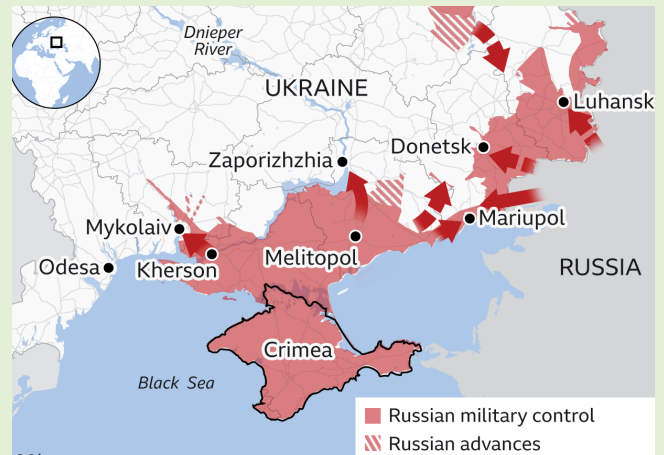 Dnieper
River
UKRAINE
Luhansk
Donetsk
Zaporizhzhia
Mariupol
Mykolaiv
Melitopol
Kherson
Odesa
RUSSIA
Crimea
Black Sea
Russian military control
Russian advances